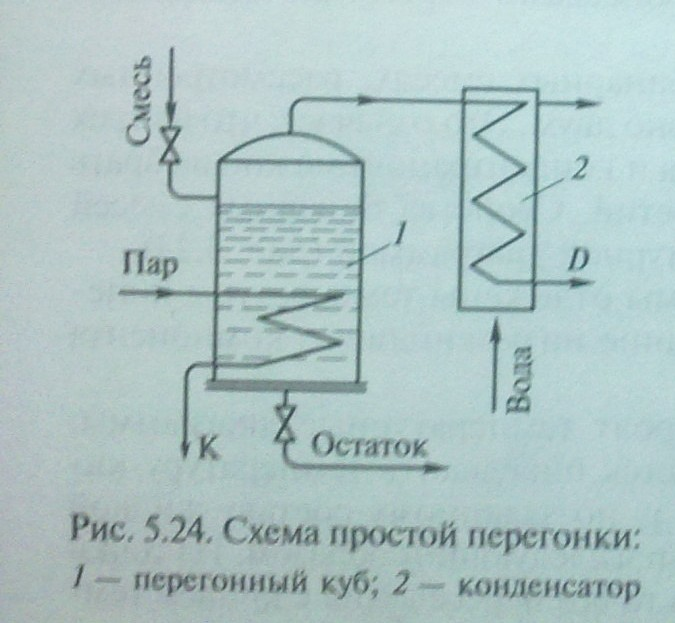 Смесь
1
2
Пар
D
Вода
К
Остаток
Рис. 5.24. Схема простой перегонки:
1 — перегонный куб; 2 — конденсатор